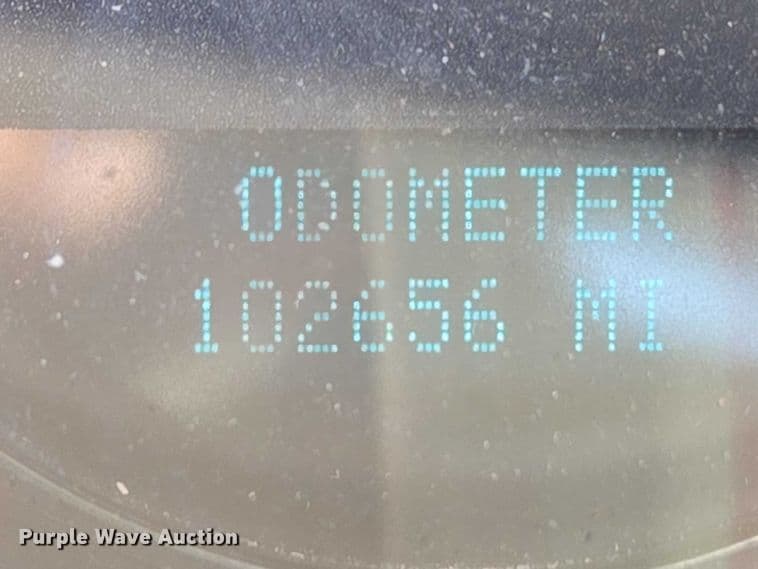 ODOMETER
102656 MI
Purple Wave Auction